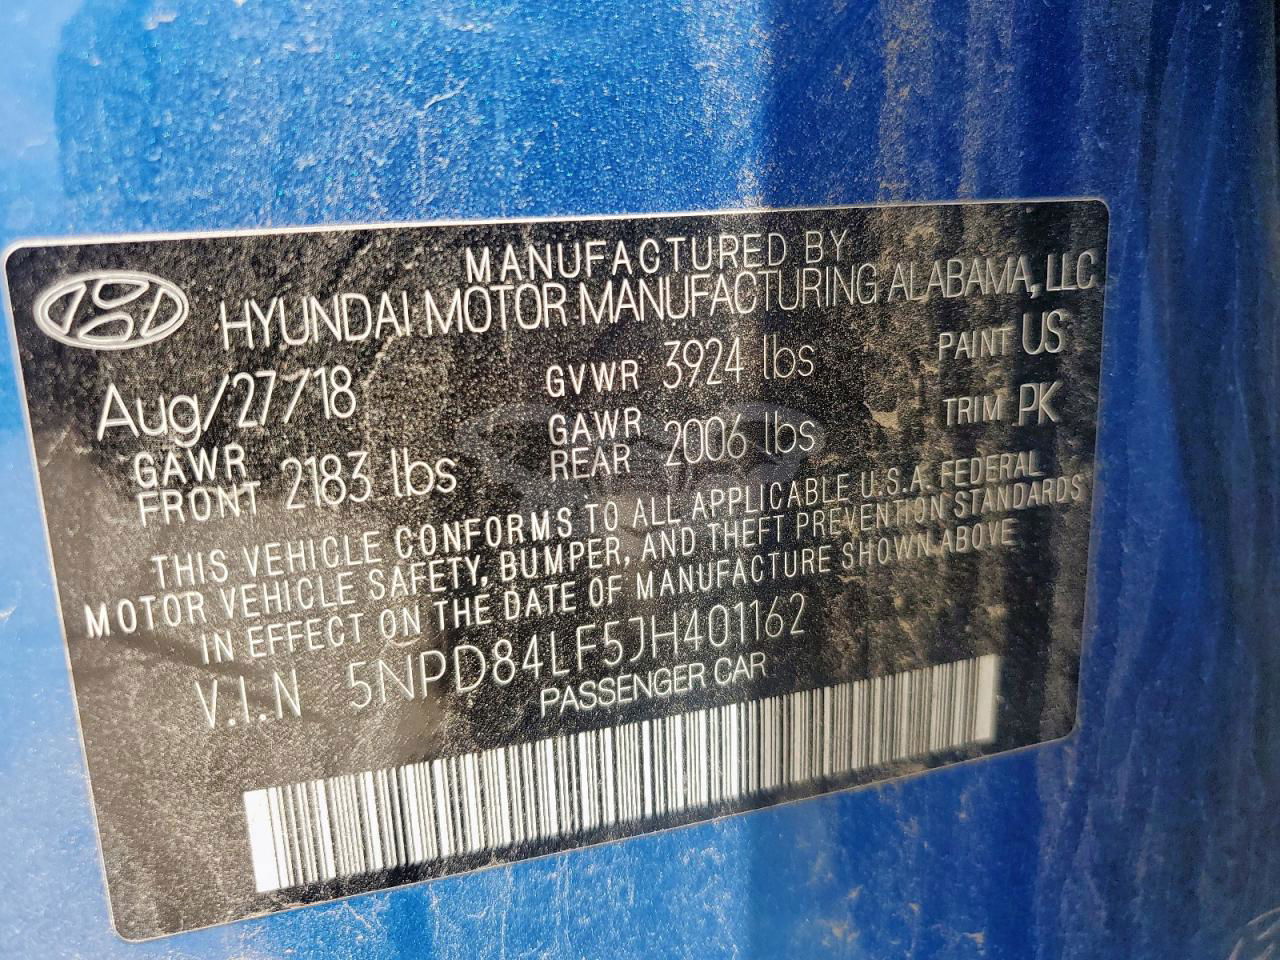 MANUFACTURED BY
HYUNDAI MOTOR MANUFACTURING ALABAMA, LLC
Aug/27/18 GVWR 3924 lbs PAINT US
GAWR FRONT 2183 lbs GAWR REAR 2006 lbs TRIM PK
THIS VEHICLE CONFORMS TO ALL APPLICABLE U.S.A. FEDERAL
MOTOR VEHICLE SAFETY, BUMPER, AND THEFT PREVENTION STANDARDS
IN EFFECT ON THE DATE OF MANUFACTURE SHOWN ABOVE
V.I.N 5NPD84LF5JH401162
PASSENGER CAR